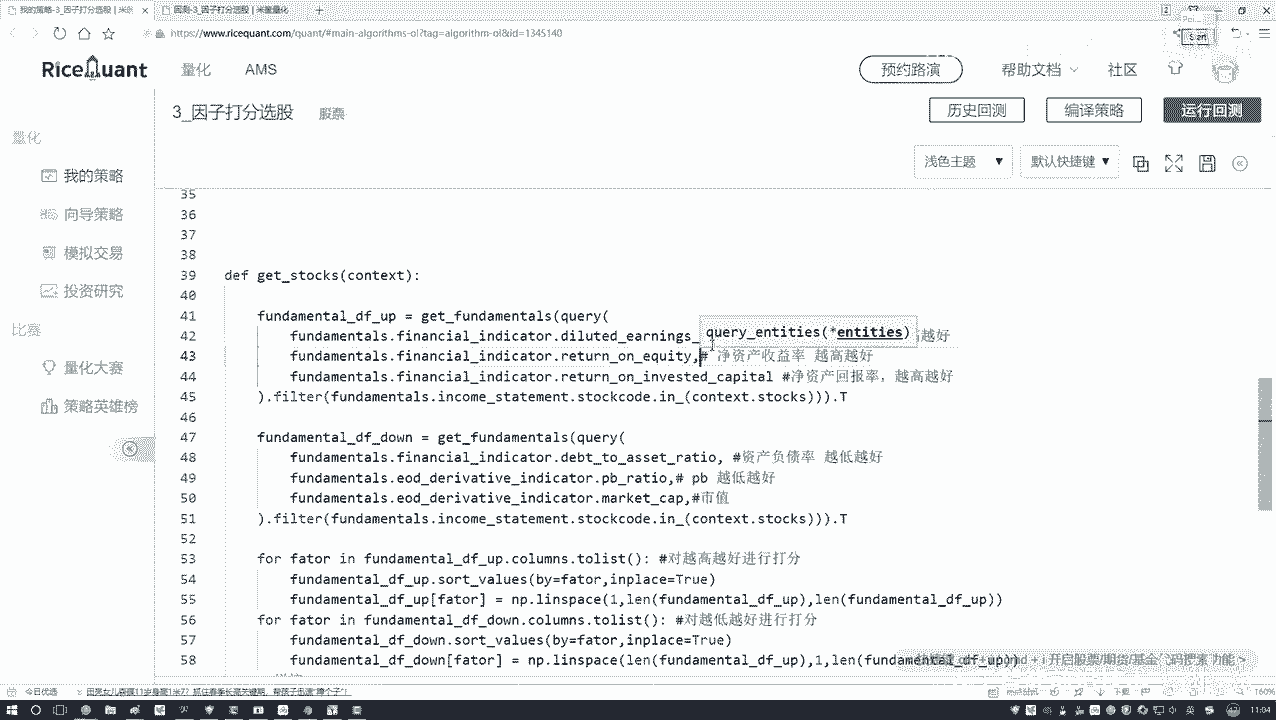 我的策略-3_因子打分选股 | 米
回测-3_因子打分选股 | 米筐量化
https://www.ricequant.com/quant/#main-algorithms-ol?tag=algorithm-ol&id=1345140
RiceQuant
量化
AMS
预约路演
帮助文档
社区
3_因子打分选股
股票
历史回测
编译策略
运行回测
浅色主题
默认快捷键
量化
我的策略
向导策略
模拟交易
投资研究
比赛
量化大赛
策略英雄榜
35
36
37
38
39 def get_stocks(context):
40
41 fundamental_df_up = get_fundamentals(query(
42 fundamentals.financial_indicator.diluted_earnings_ 越好
query_entities(*entities)
43 fundamentals.financial_indicator.return_on_equity,# 净资产收益率 越高越好
44 fundamentals.financial_indicator.return_on_invested_capital #净资产回报率，越高越好
45 ).filter(fundamentals.income_statement.stockcode.in_(context.stocks))).T
46
47 fundamental_df_down = get_fundamentals(query(
48 fundamentals.financial_indicator.debt_to_asset_ratio, #资产负债率 越低越好
49 fundamentals.eod_derivative_indicator.pb_ratio,# pb 越低越好
50 fundamentals.eod_derivative_indicator.market_cap,#市值
51 ).filter(fundamentals.income_statement.stockcode.in_(context.stocks))).T
52
53 for fator in fundamental_df_up.columns.tolist(): #对越高越好进行打分
54 fundamental_df_up.sort_values(by=fator,inplace=True)
55 fundamental_df_up[fator] = np.linspace(1,len(fundamental_df_up),len(fundamental_df_up))
56 for fator in fundamental_df_down.columns.tolist(): #对越低越好进行打分
57 fundamental_df_down.sort_values(by=fator,inplace=True)
58 fundamental_df_down[fator] = np.linspace(len(fundamental_df_up),1,len(fundamental_df_up))
今日优选
160%
英
11:04